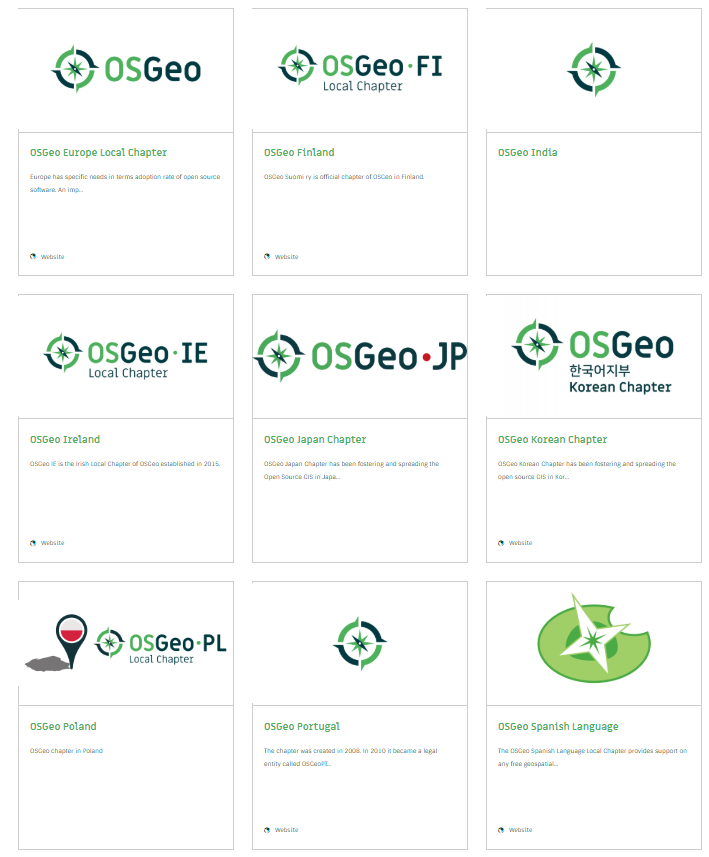 OSGeo
OSGeo·FI
Local Chapter
OSGeo Europe Local Chapter
Europe has specific needs in terms adoption rate of open source
software. An imp...
Website
OSGeo Finland
OSGeo Suomi ry is official chapter of OSGeo in Finland.
Website
OSGeo India
OSGeo·IE
Local Chapter
OSGeo·JP
OSGeo
한국어지부
Korean Chapter
OSGeo Ireland
OSGeo IE is the Irish Local Chapter of OSGeo established in 2015.
Website
OSGeo Japan Chapter
OSGeo Japan Chapter has been fostering and spreading the
Open Source GIS in Japa...
OSGeo Korean Chapter
OSGeo Korean Chapter has been fostering and spreading the
open source GIS in Kor...
Website
OSGeo·PL
Local Chapter
OSGeo Poland
OSGeo chapter in Poland
OSGeo Portugal
The chapter was created in 2008. In 2010 it became a legal
entity called OSGeoPT...
Website
OSGeo Spanish Language
The OSGeo Spanish Language Local Chapter provides support on
any free geospatial...
Website